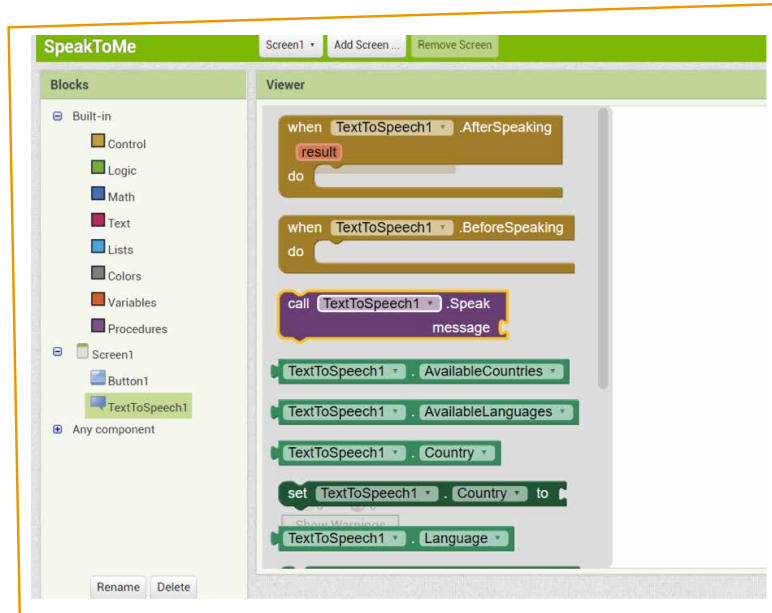 SpeakToMe Screen1 Add Screen ... Remove Screen
Blocks
Built-in
Control
Logic
Math
Text
Lists
Colors
Variables
Procedures
Screen1
Button1
TextToSpeech1
Any component
Rename Delete
Viewer
when TextToSpeech1 .AfterSpeaking
result
do
when TextToSpeech1 .BeforeSpeaking
do
call TextToSpeech1 .Speak
message
TextToSpeech1 . AvailableCountries
TextToSpeech1 . AvailableLanguages
TextToSpeech1 . Country
set TextToSpeech1 . Country to
Show Warnings
TextToSpeech1 . Language